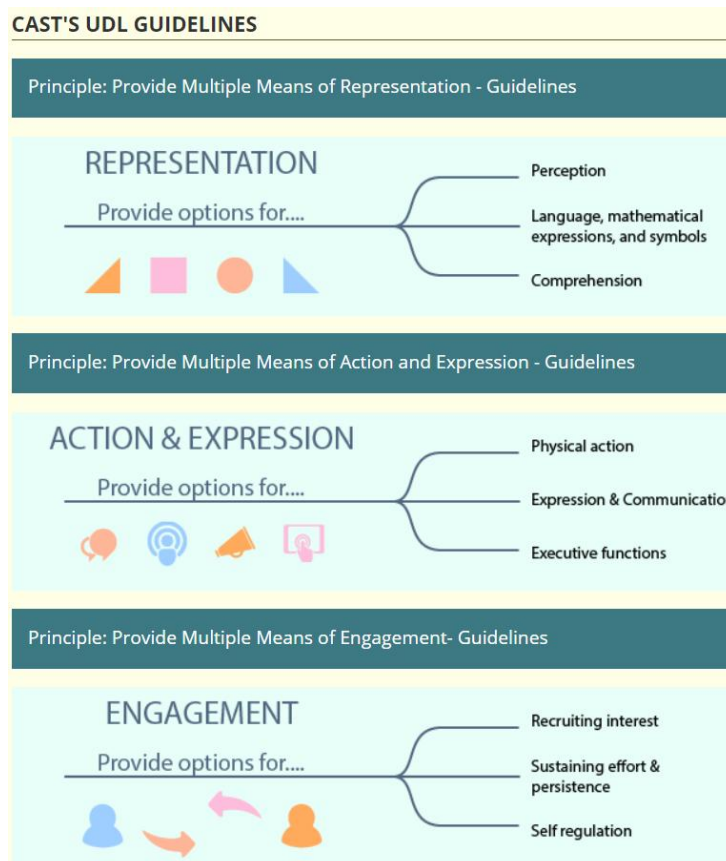 CAST'S UDL GUIDELINES
Principle: Provide Multiple Means of Representation - Guidelines
REPRESENTATION
Provide options for....
Perception
Language, mathematical
expressions, and symbols
Comprehension
Principle: Provide Multiple Means of Action and Expression - Guidelines
ACTION & EXPRESSION
Provide options for....
Physical action
Expression & Communicatio
Executive functions
Principle: Provide Multiple Means of Engagement- Guidelines
ENGAGEMENT
Provide options for....
Recruiting interest
Sustaining effort &
persistence
Self regulation